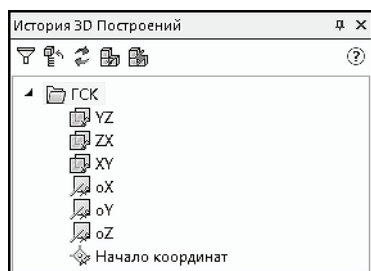 История 3D Построений
ГСК
YZ
ZX
XY
oX
oY
oZ
Начало координат